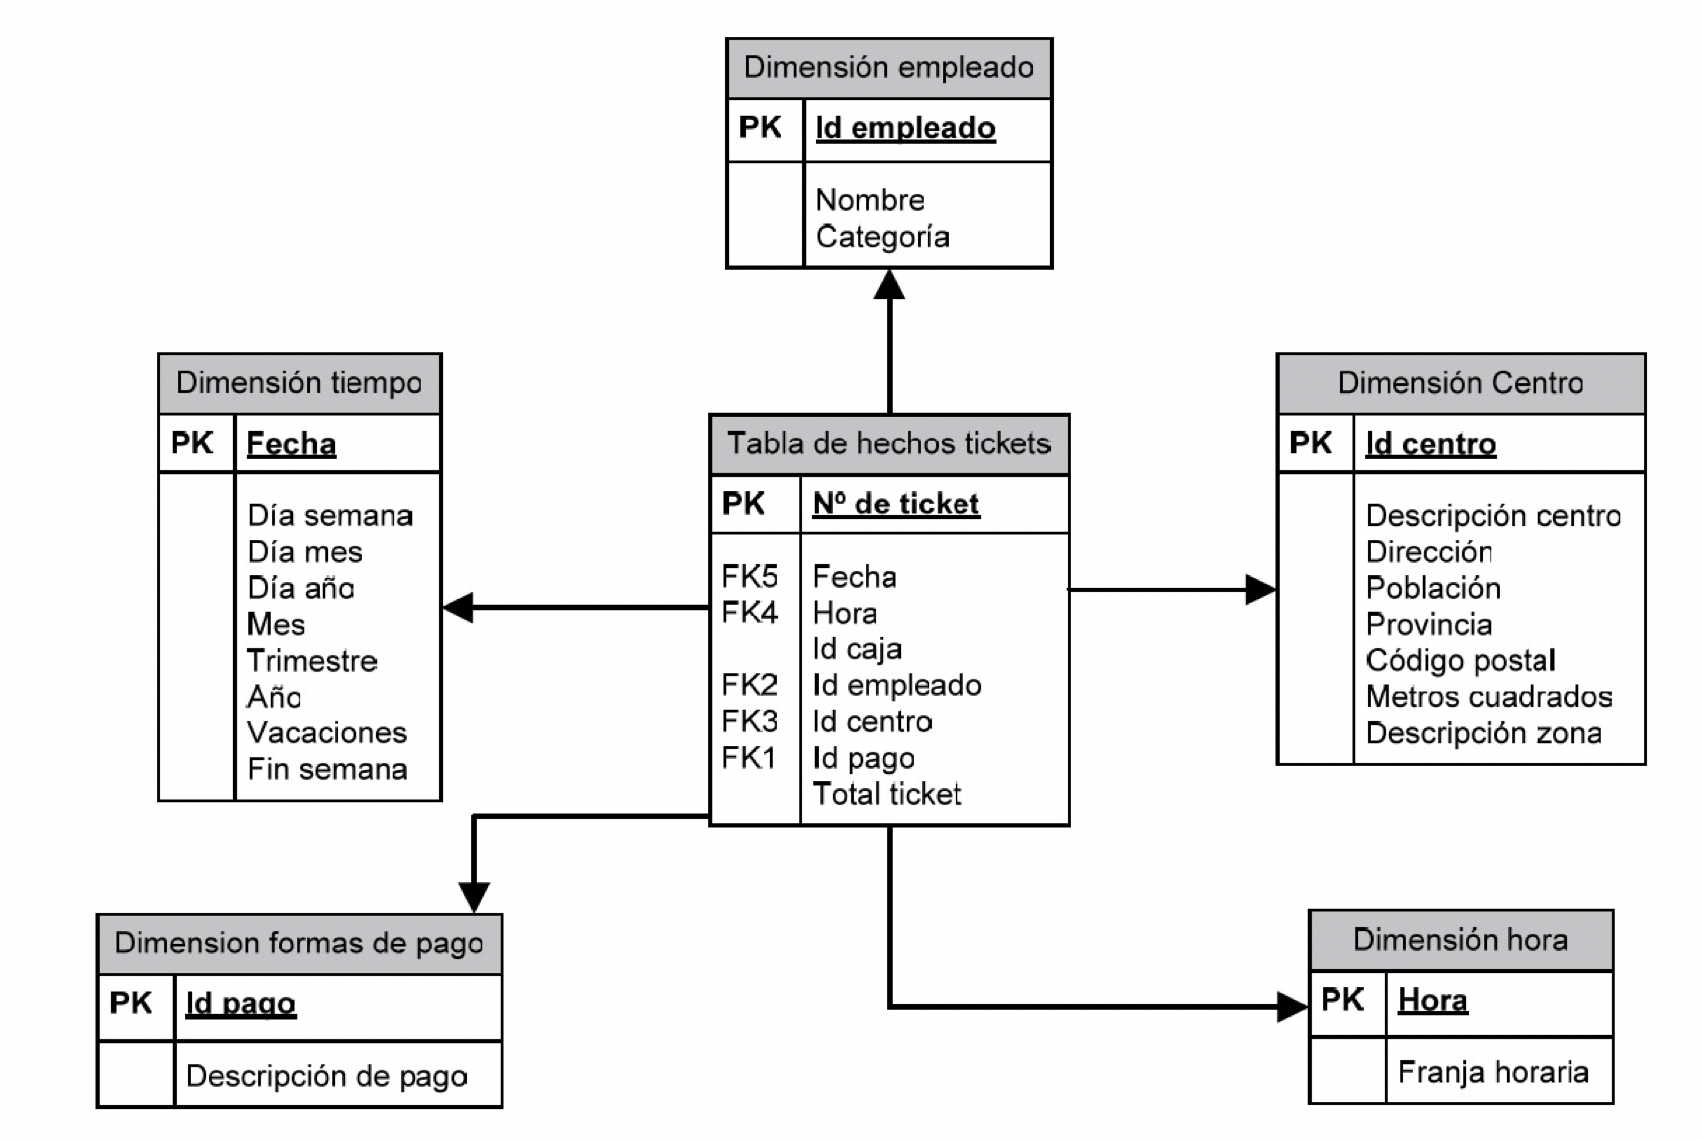 Dimensión empleado
PK Id empleado
Nombre
Categoría
Dimensión tiempo
PK Fecha
Día semana
Día mes
Día año
Mes
Trimestre
Año
Vacaciones
Fin semana
Tabla de hechos tickets
PK Nº de ticket
FK5 Fecha
FK4 Hora
Id caja
FK2 Id empleado
FK3 Id centro
FK1 Id pago
Total ticket
Dimensión Centro
PK Id centro
Descripción centro
Dirección
Población
Provincia
Código postal
Metros cuadrados
Descripción zona
Dimension formas de pago
PK Id pago
Descripción de pago
Dimensión hora
PK Hora
Franja horaria